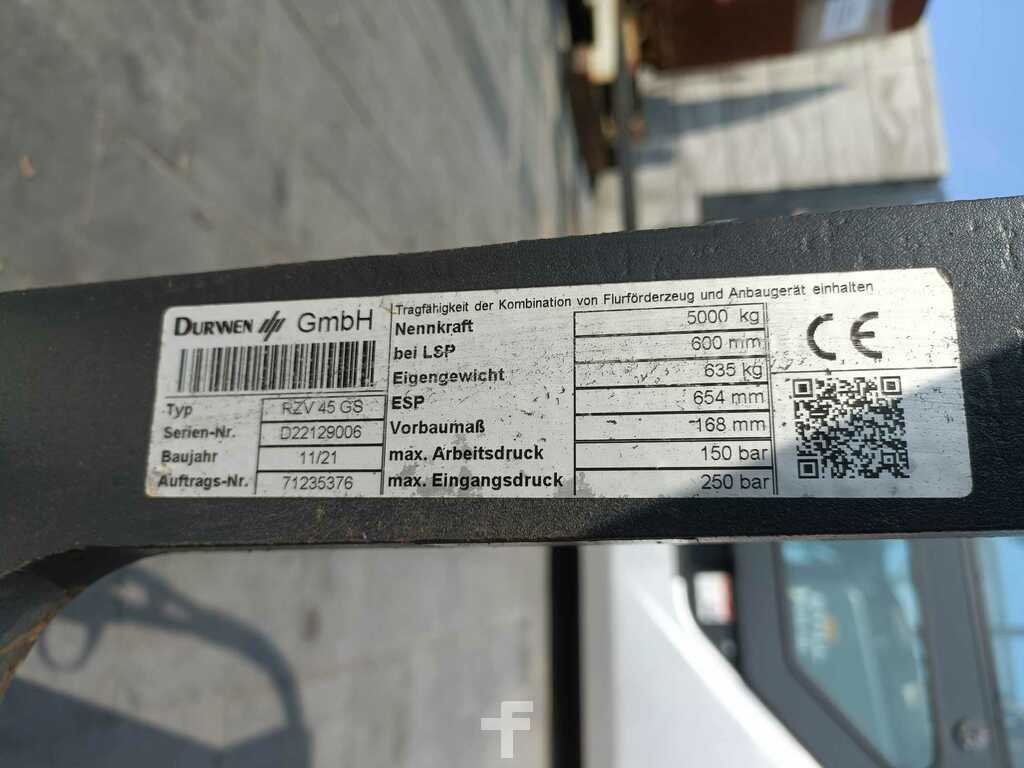 DURWEN GmbH
Typ RZV 45 GS
Serien-Nr. D22129006
Baujahr 11/21
Auftrags-Nr. 71235376
Tragfähigkeit der Kombination von Flurförderzeug und Anbaugerät einhalten
Nennkraft 5000 kg
bei LSP 600 mm
Eigengewicht 635 kg
ESP 654 mm
Vorbaumaß 168 mm
max. Arbeitsdruck 150 bar
max. Eingangsdruck 250 bar
CE